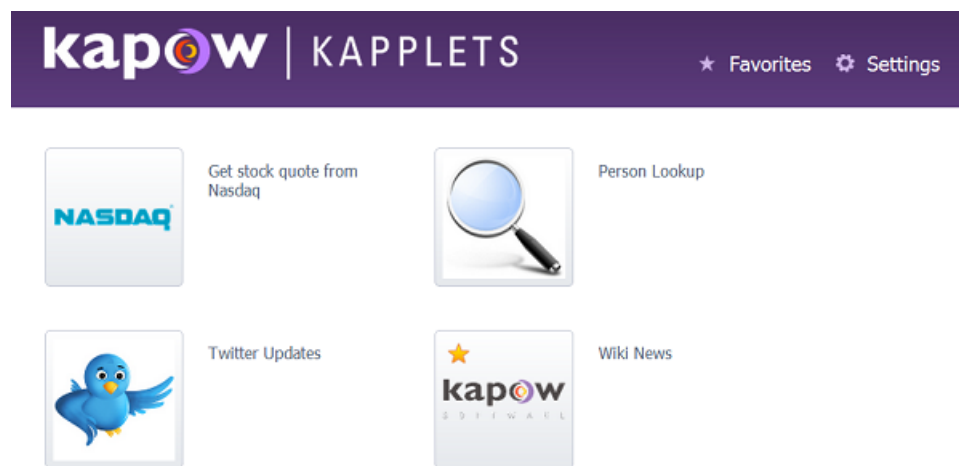 kapow | KAPPLETS
★ Favorites ⚙ Settings
NASDAQ
Get stock quote from
Nasdaq
Person Lookup
Twitter Updates
kapow
SOFTWARE
Wiki News